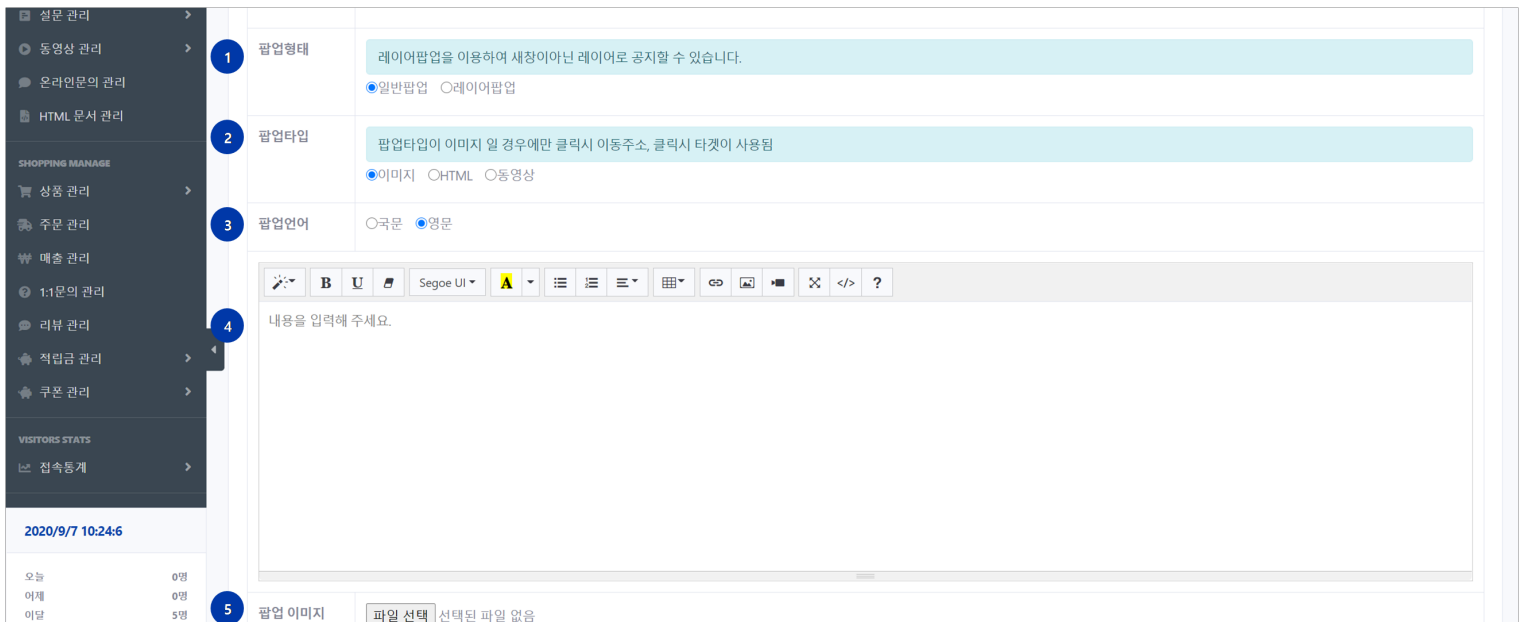 설문 관리
동영상 관리
온라인문의 관리
HTML 문서 관리
SHOPPING MANAGE
상품 관리
주문 관리
매출 관리
1:1문의 관리
리뷰 관리
적립금 관리
쿠폰 관리
VISITORS STATS
접속통계
2020/9/7 10:24:6
오늘 0명
어제 0명
이달 5명
1 팝업형태
레이어팝업을 이용하여 새창이아닌 레이어로 공지할 수 있습니다.
일반팝업 레이어팝업
2 팝업타입
팝업타입이 이미지 일 경우에만 클릭시 이동주소, 클릭시 타겟이 사용됨
이미지 HTML 동영상
3 팝업언어 국문 영문
B U Segoe UI A </> ?
4 내용을 입력해 주세요.
5 팝업 이미지 파일 선택 선택된 파일 없음